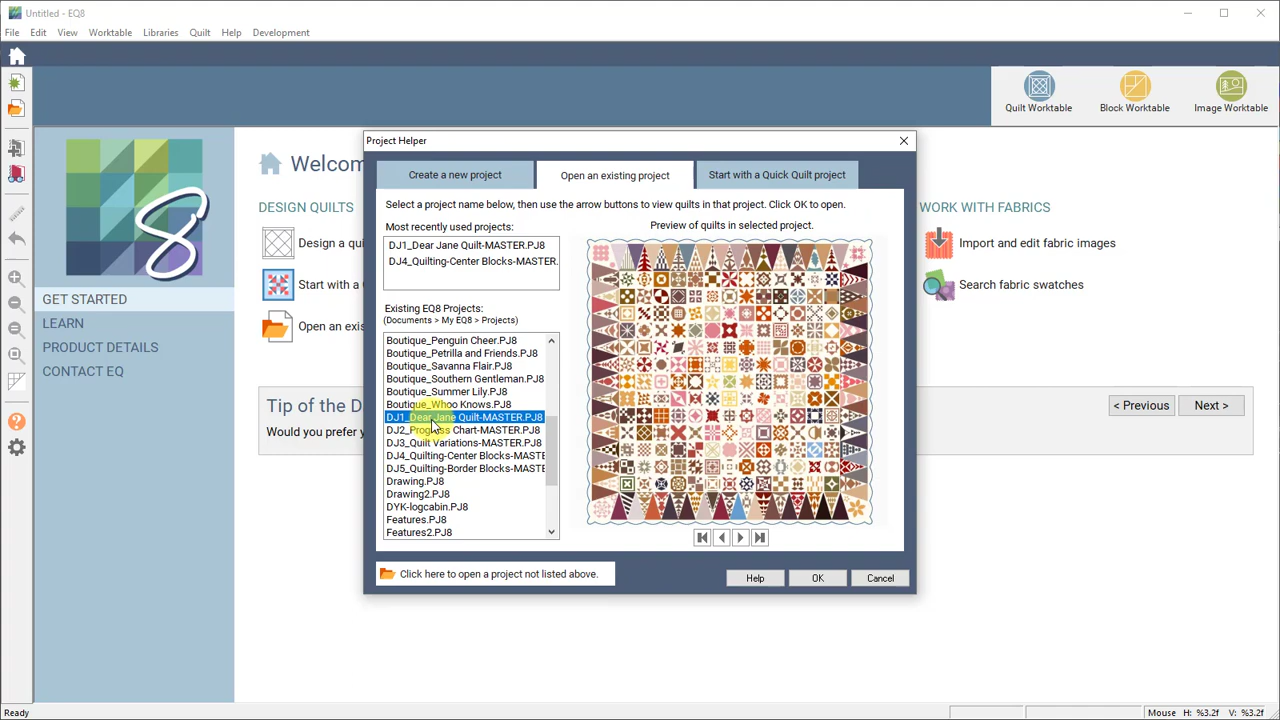 Untitled - EQ8
File Edit View Worktable Libraries Quilt Help Development
Quilt Worktable Block Worktable Image Worktable
Project Helper
Create a new project Open an existing project Start with a Quick Quilt project
Welcom
Select a project name below, then use the arrow buttons to view quilts in that project. Click OK to open.
DESIGN QUILTS
WORK WITH FABRICS
Most recently used projects:
Preview of quilts in selected project.
DJ1_Dear Jane Quilt-MASTER.PJ8
DJ4_Quilting-Center Blocks-MASTER.
Design a qui
Import and edit fabric images
Start with a
Search fabric swatches
8
GET STARTED
LEARN
PRODUCT DETAILS
CONTACT EQ
Open an exis
Existing EQ8 Projects:
(Documents > My EQ8 > Projects)
Boutique_Penguin Cheer.PJ8
Boutique_Petrilla and Friends.PJ8
Boutique_Savanna Flair.PJ8
Boutique_Southern Gentleman.PJ8
Boutique_Summer Lily.PJ8
Boutique_Whoo Knows.PJ8
DJ1_Dear Jane Quilt-MASTER.PJ8
DJ2_Progress Chart-MASTER.PJ8
DJ3_Quilt Variations-MASTER.PJ8
DJ4_Quilting-Center Blocks-MASTE
DJ5_Quilting-Border Blocks-MASTE
Drawing.PJ8
Drawing2.PJ8
DYK-logcabin.PJ8
Features.PJ8
Features2.PJ8
Tip of the D
Would you prefer y
< Previous Next >
Click here to open a project not listed above.
Help OK Cancel
Ready
Mouse H: %3.2f V: %3.2f